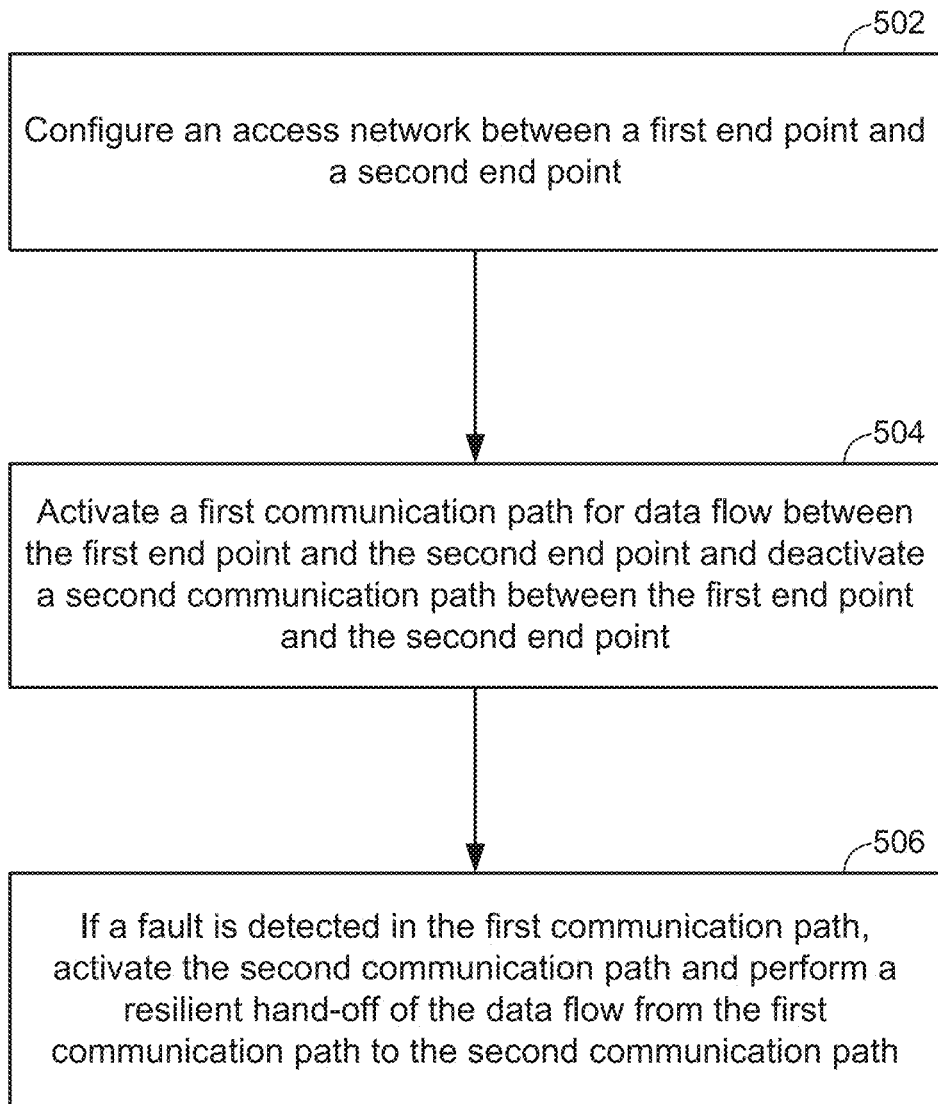 502
Configure an access network between a first end point and
a second end point
504
Activate a first communication path for data flow between
the first end point and the second end point and deactivate
a second communication path between the first end point
and the second end point
506
If a fault is detected in the first communication path,
activate the second communication path and perform a
resilient hand-off of the data flow from the first
communication path to the second communication path